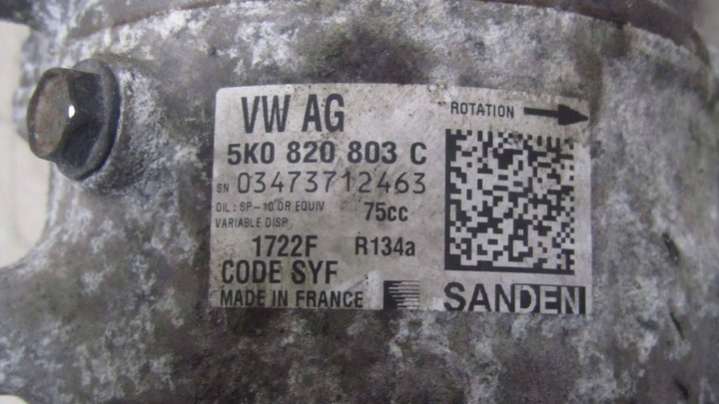 VW AG
ROTATION
5K0 820 803 C
SN 03473712463
OIL: SP-10 OR EQUIV 75cc
VARIABLE DISP
1722F R134a
CODE SYF
MADE IN FRANCE SANDEN